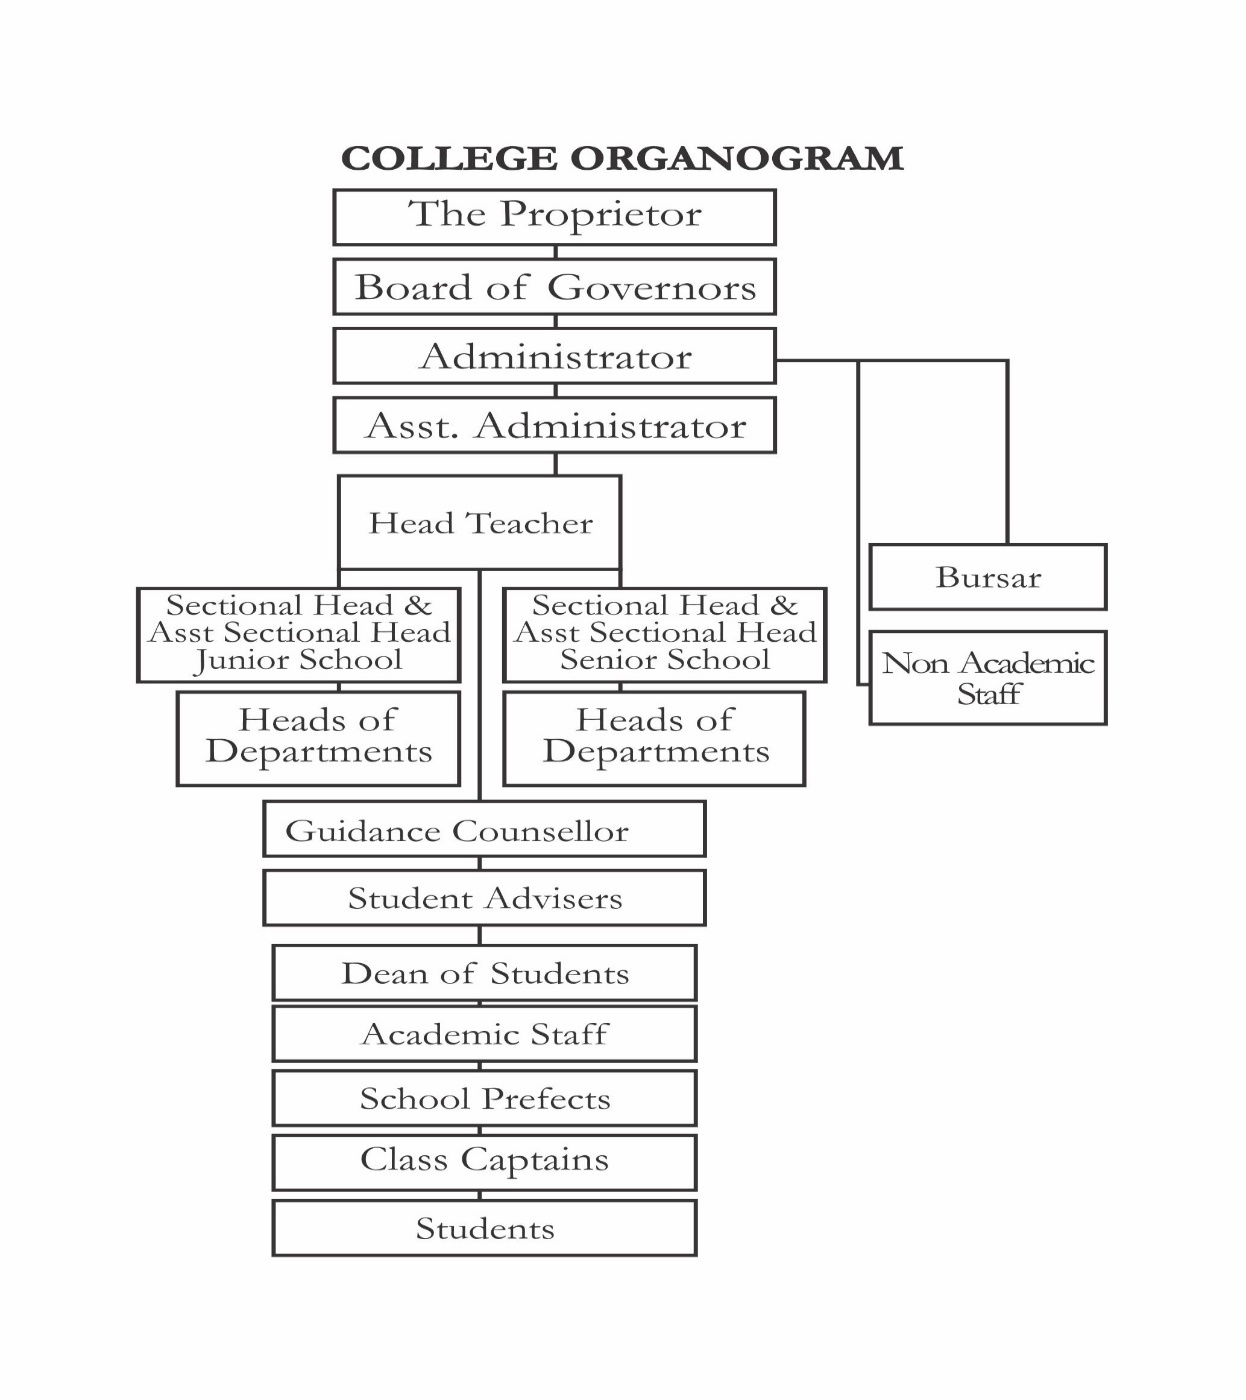 COLLEGE ORGANOGRAM
The Proprietor
Board of Governors
Administrator
Asst. Administrator
Head Teacher
Bursar
Non Academic
Staff
Sectional Head &
Asst Sectional Head
Junior School
Sectional Head &
Asst Sectional Head
Senior School
Heads of
Departments
Heads of
Departments
Guidance Counsellor
Student Advisers
Dean of Students
Academic Staff
School Prefects
Class Captains
Students